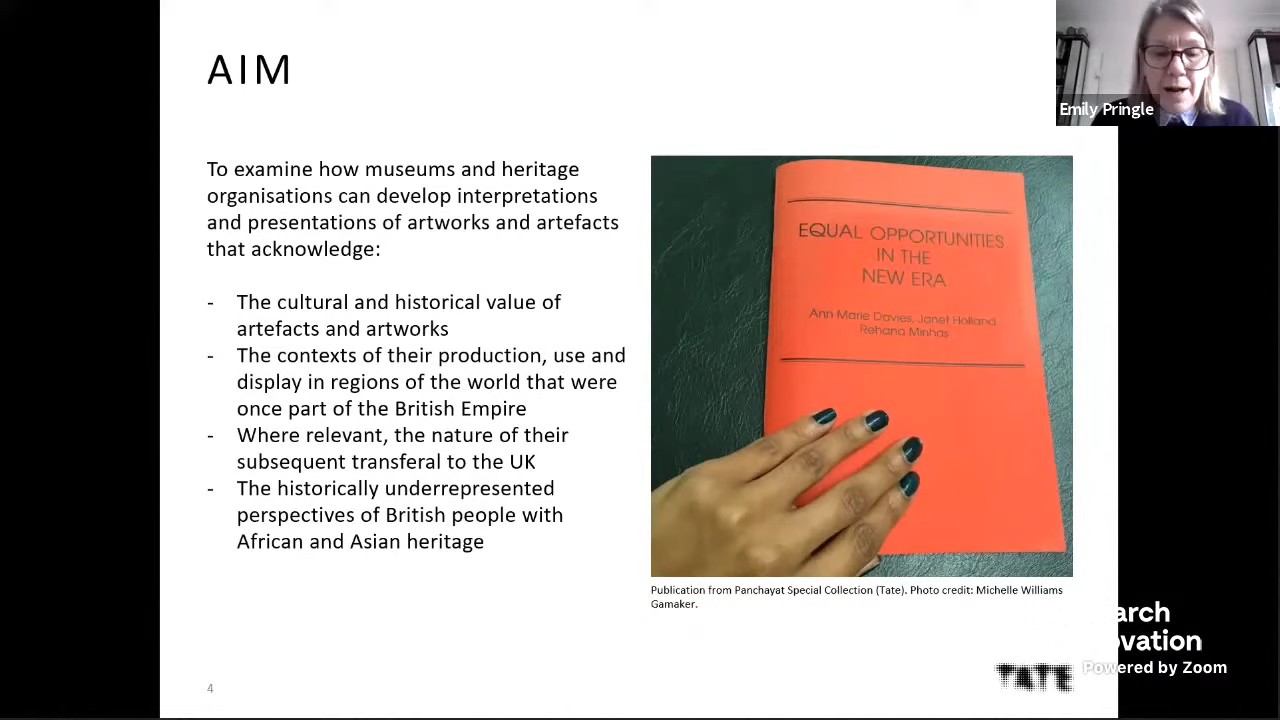 AIM
Emily Pringle
To examine how museums and heritage
organisations can develop interpretations
and presentations of artworks and artefacts
that acknowledge:
- The cultural and historical value of
artefacts and artworks
- The contexts of their production, use and
display in regions of the world that were
once part of the British Empire
- Where relevant, the nature of their
subsequent transferal to the UK
- The historically underrepresented
perspectives of British people with
African and Asian heritage
EQUAL OPPORTUNITIES
IN THE
NEW ERA
Ann Marie Davies, Janet Holland
Rehana Minhas
Publication from Panchayat Special Collection (Tate). Photo credit: Michelle Williams
Gamaker.
arch
ovation
Powered by Zoom
TATE
4